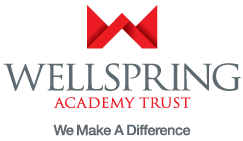 WELLSPRING
ACADEMY TRUST
We Make A Difference